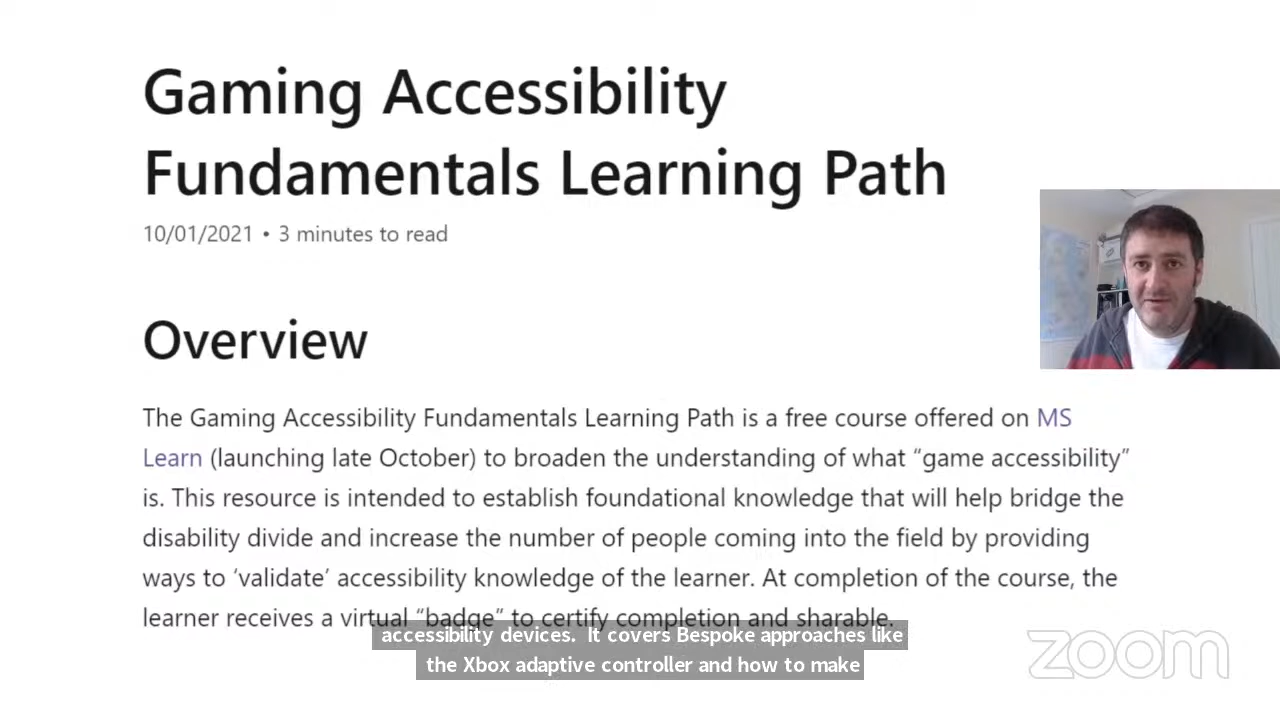 Gaming Accessibility
Fundamentals Learning Path
10/01/2021 • 3 minutes to read
Overview
The Gaming Accessibility Fundamentals Learning Path is a free course offered on MS
Learn (launching late October) to broaden the understanding of what “game accessibility”
is. This resource is intended to establish foundational knowledge that will help bridge the
disability divide and increase the number of people coming into the field by providing
ways to ‘validate’ accessibility knowledge of the learner. At completion of the course, the
learner receives a virtual “badge” to certify completion and sharable.
accessibility devices. It covers Bespoke approaches like
the Xbox adaptive controller and how to make
zoom